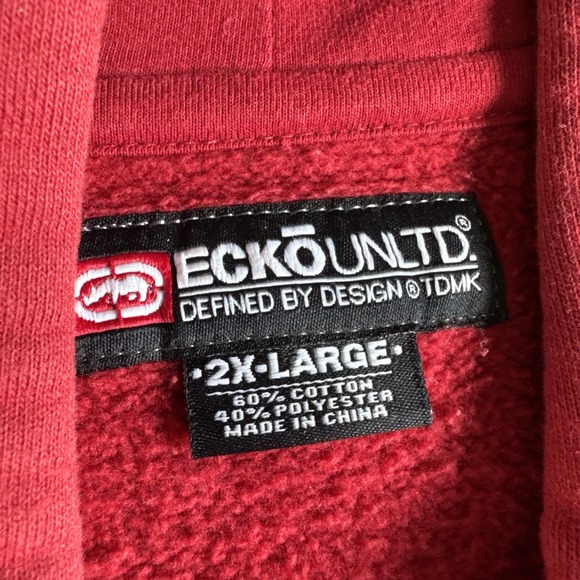 ECKŌUNLTD.®
DEFINED BY DESIGN ® TDMK
·2X·LARGE·
60% COTTON
40% POLYESTER
MADE IN CHINA